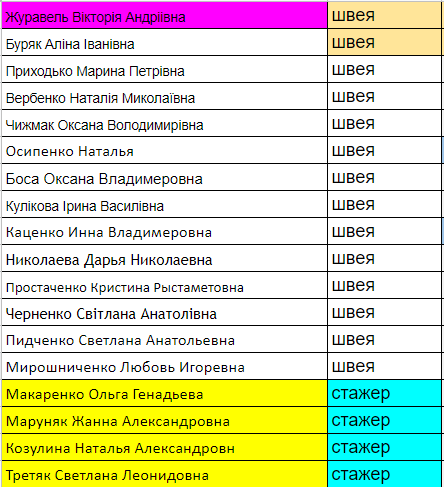 Журавель Вікторія Андріївна швея
Буряк Аліна Іванівна швея
Приходько Марина Петрівна швея
Вербенко Наталія Миколаївна швея
Чижмак Оксана Володимирівна швея
Осипенко Наталья швея
Боса Оксана Владимеровна швея
Кулікова Ірина Василівна швея
Каценко Инна Владимеровна швея
Николаева Дарья Николаевна швея
Простаченко Кристина Рыстаметовна швея
Черненко Світлана Анатолівна швея
Пидченко Светлана Анатольевна швея
Мирошниченко Любовь Игоревна швея
Макаренко Ольга Генадьева стажер
Маруняк Жанна Александровна стажер
Козулина Наталья Александровн стажер
Третяк Светлана Леонидовна стажер